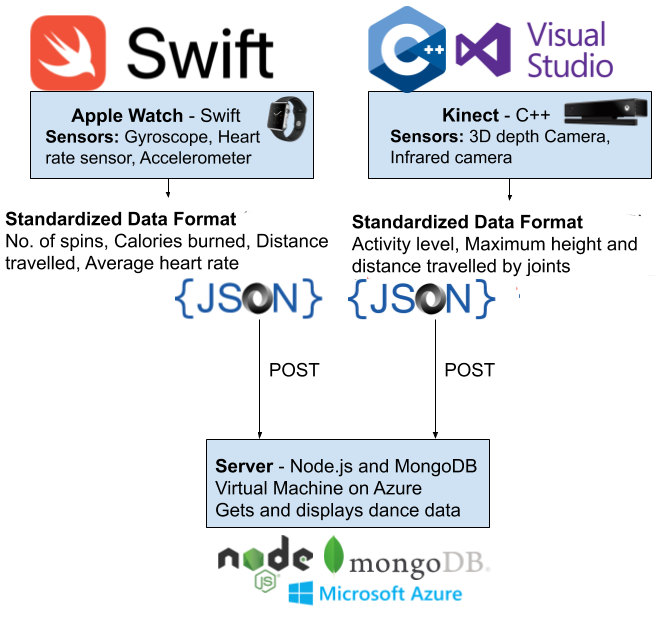 Swift
C++
Visual
Studio
Apple Watch - Swift
Sensors: Gyroscope, Heart
rate sensor, Accelerometer
Kinect - C++
Sensors: 3D depth Camera,
Infrared camera
Standardized Data Format
No. of spins, Calories burned, Distance
travelled, Average heart rate
Standardized Data Format
Activity level, Maximum height and
distance travelled by joints
{JSON}
{JSON}
POST
POST
Server - Node.js and MongoDB
Virtual Machine on Azure
Gets and displays dance data
node
JS
mongoDB®
Microsoft Azure